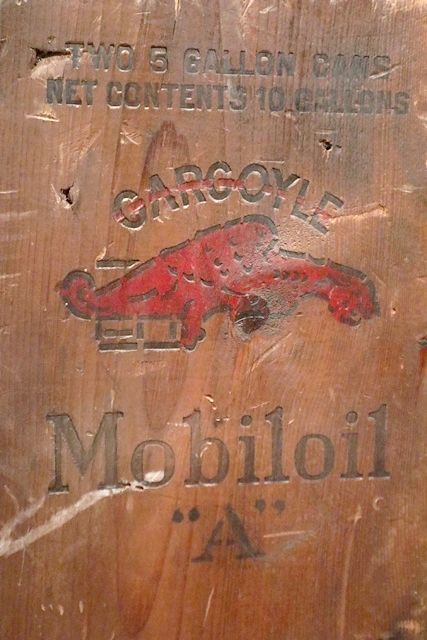 TWO 5 GALLON CANS
NET CONTENTS 10 GALLONS
GARGOYLE
Mobiloil
"A"